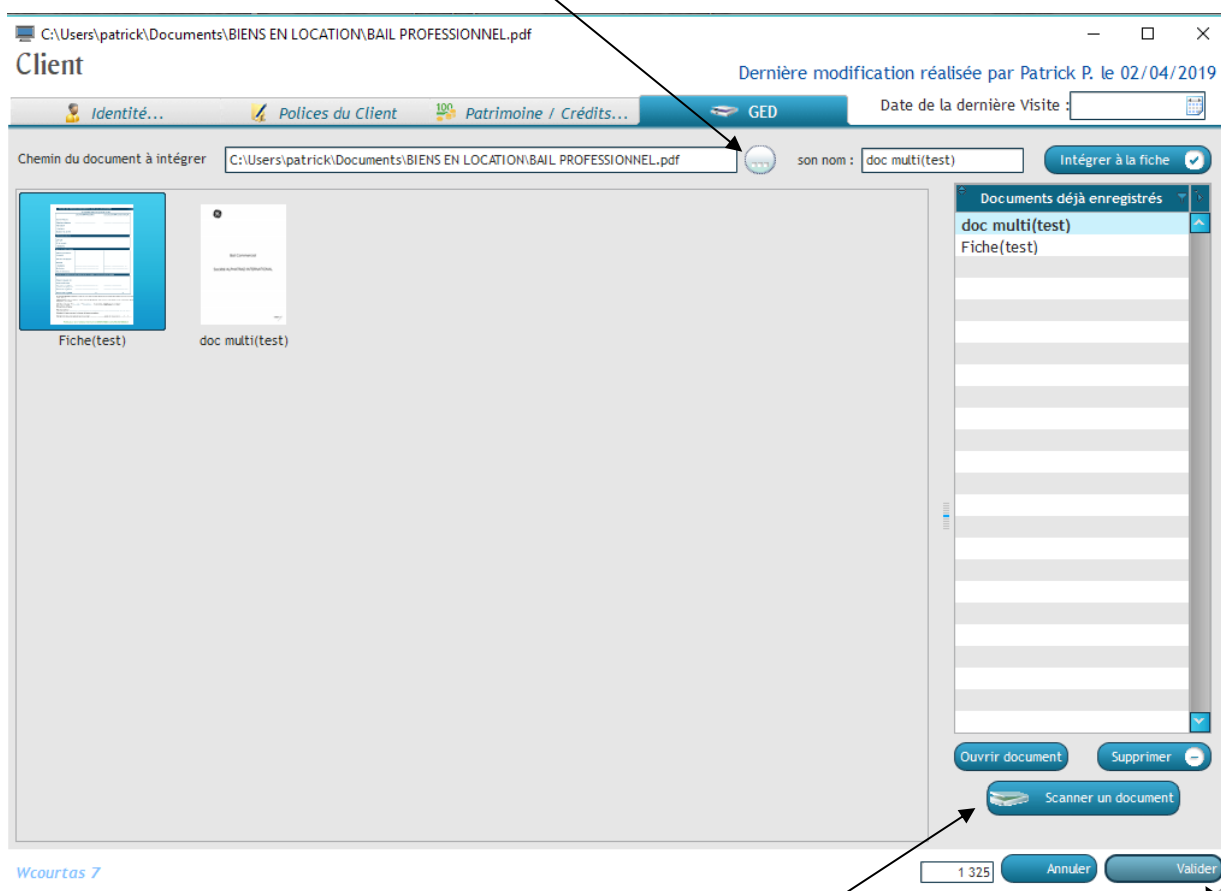 C:\Users\patrick\Documents\BIENS EN LOCATION\BAIL PROFESSIONNEL.pdf
Client
Dernière modification réalisée par Patrick P. le 02/04/2019
Identité... Polices du Client 100 Patrimoine / Crédits... GED Date de la dernière Visite :
Chemin du document à intégrer C:\Users\patrick\Documents\BIENS EN LOCATION\BAIL PROFESSIONNEL.pdf son nom : doc multi(test) Intégrer à la fiche
Documents déjà enregistrés
doc multi(test)
Fiche(test)
Bail Commercial
Fiche(test) doc multi(test)
Ouvrir document Supprimer
Scanner un document
Wcourtas 7 1 325 Annuler Valider